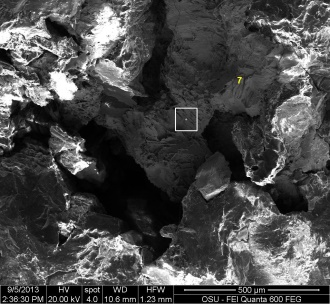 7
9/5/2013 HV spot WD HFW 500 µm
2:36:30 PM 20.00 kV 4.0 10.6 mm 1.23 mm OSU - FEI Quanta 600 FEG